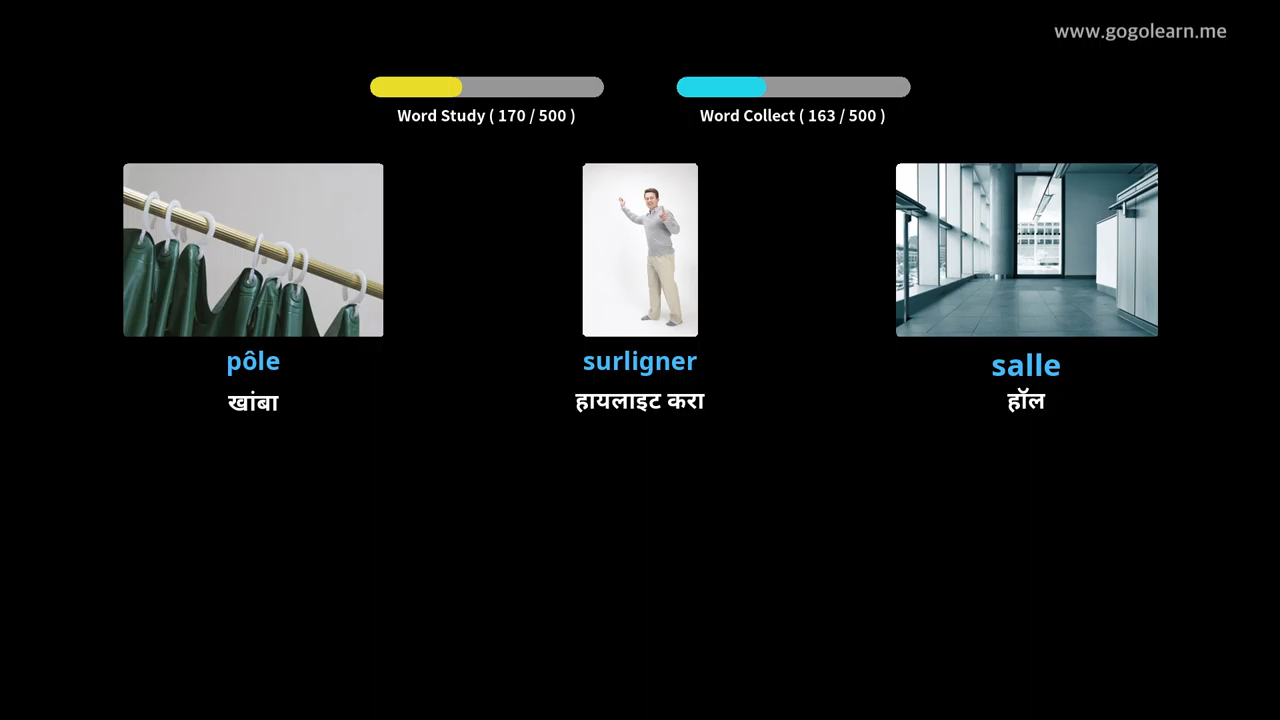 www.gogolearn.me
Word Study ( 170 / 500 )
Word Collect ( 163 / 500 )
pôle
surligner
salle
खांबा
हायलाइट करा
हॉल